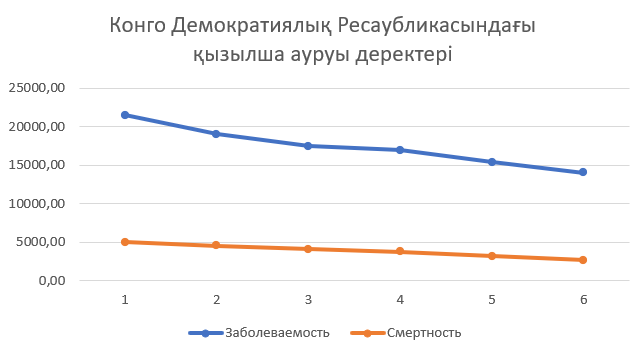 Конго Демократиялық Ресаубликасындағы
қызылша ауруы деректері
25000,00
20000,00
15000,00
10000,00
5000,00
0,00
1 2 3 4 5 6
Заболеваемость Смертность